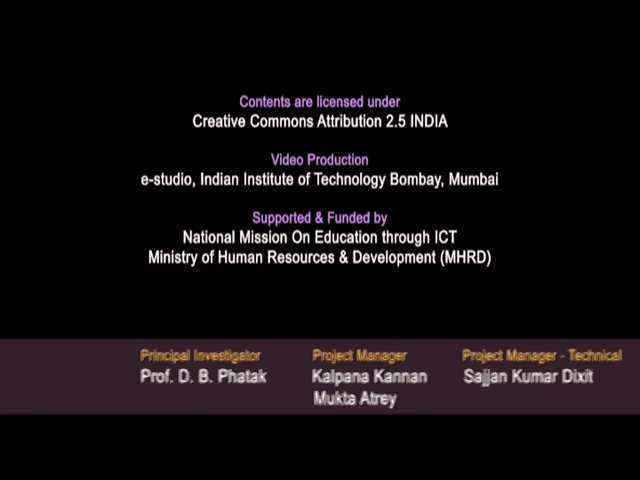 Contents are licensed under
Creative Commons Attribution 2.5 INDIA
Video Production
e-studio, Indian Institute of Technology Bombay, Mumbai
Supported & Funded by
National Mission On Education through ICT
Ministry of Human Resources & Development (MHRD)
Principal Investigator Project Manager Project Manager - Technical
Prof. D. B. Phatak Kalpana Kannan Sajjan Kumar Dixit
Mukta Atrey